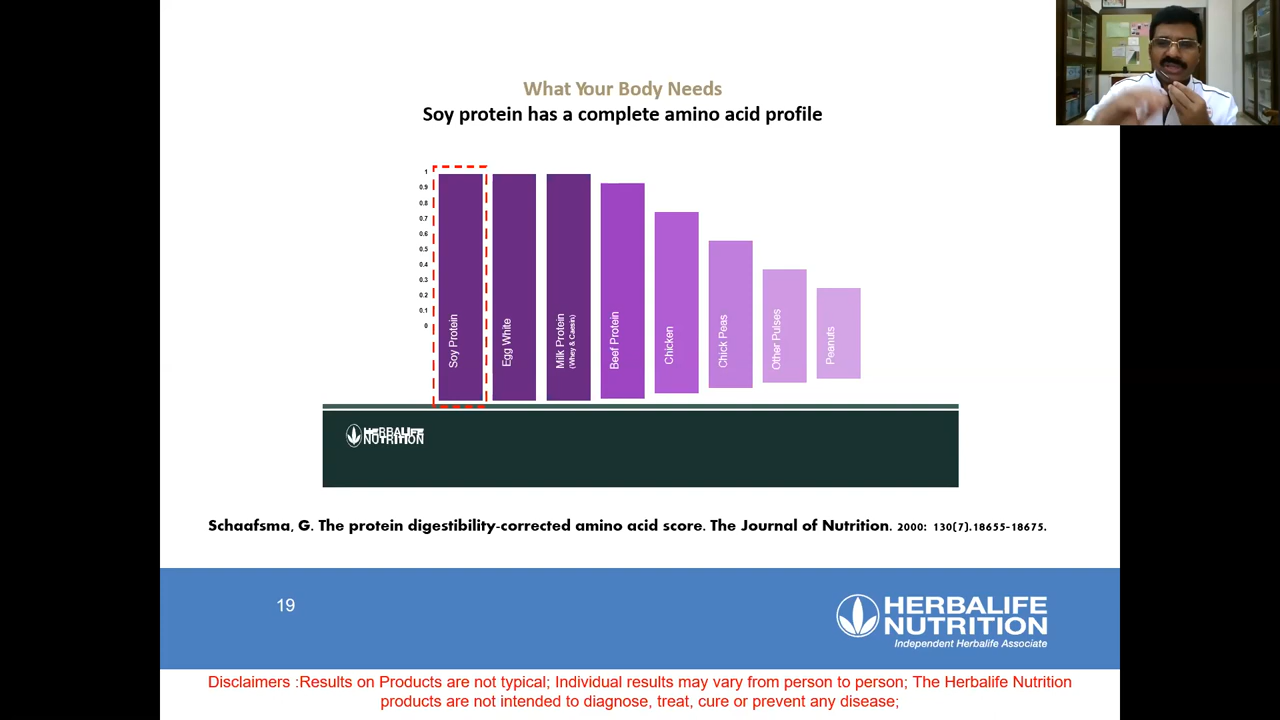 What Your Body Needs
Soy protein has a complete amino acid profile
1
0.9
0.8
0.7
0.6
0.5
0.4
0.3
0.2
0.1
0
Soy Protein
Egg White
Milk Protein
(Whey & Caesin)
Beef Protein
Chicken
Chick Peas
Other Pulses
Peanuts
HERBALIFE
NUTRITION
Schaafsma, G. The protein digestibility-corrected amino acid score. The Journal of Nutrition. 2000: 130(7).18655-18675.
19
HERBALIFE
NUTRITION
Independent Herbalife Associate
Disclaimers :Results on Products are not typical; Individual results may vary from person to person; The Herbalife Nutrition
products are not intended to diagnose, treat, cure or prevent any disease;